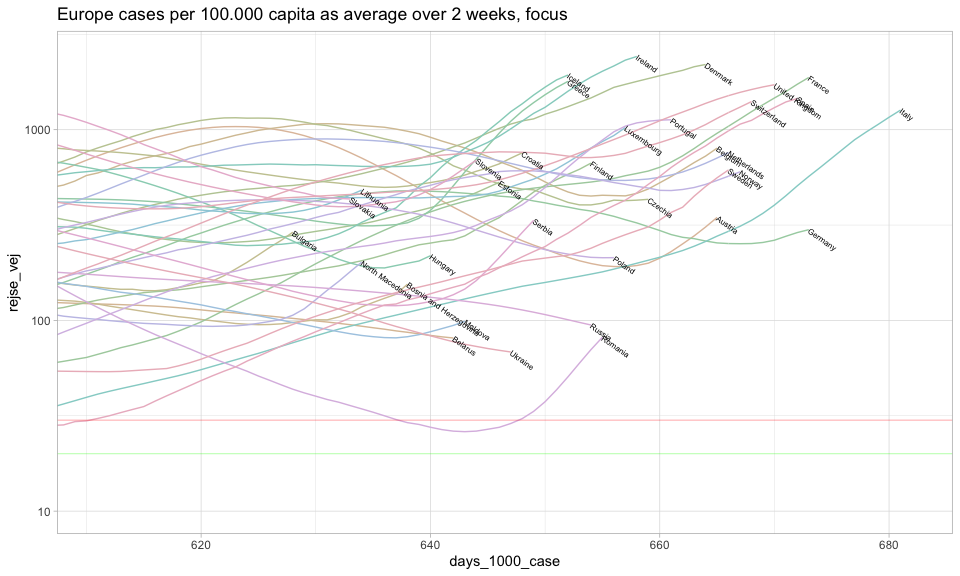 Europe cases per 100.000 capita as average over 2 weeks, focus
rejse_vej
1000
100
10
Iceland
Greece
Ireland
Denmark
France
United Kingdom
Spain
Italy
Switzerland
Portugal
Luxembourg
Croatia
Slovenia
Estonia
Finland
Belgium
Netherlands
Norway
Sweden
Czechia
Austria
Germany
Lithuania
Slovakia
Serbia
Bulgaria
Hungary
North Macedonia
Poland
Bosnia and Herzegovina
Moldova
Belarus
Ukraine
Russia
Romania
620
640
660
680
days_1000_case